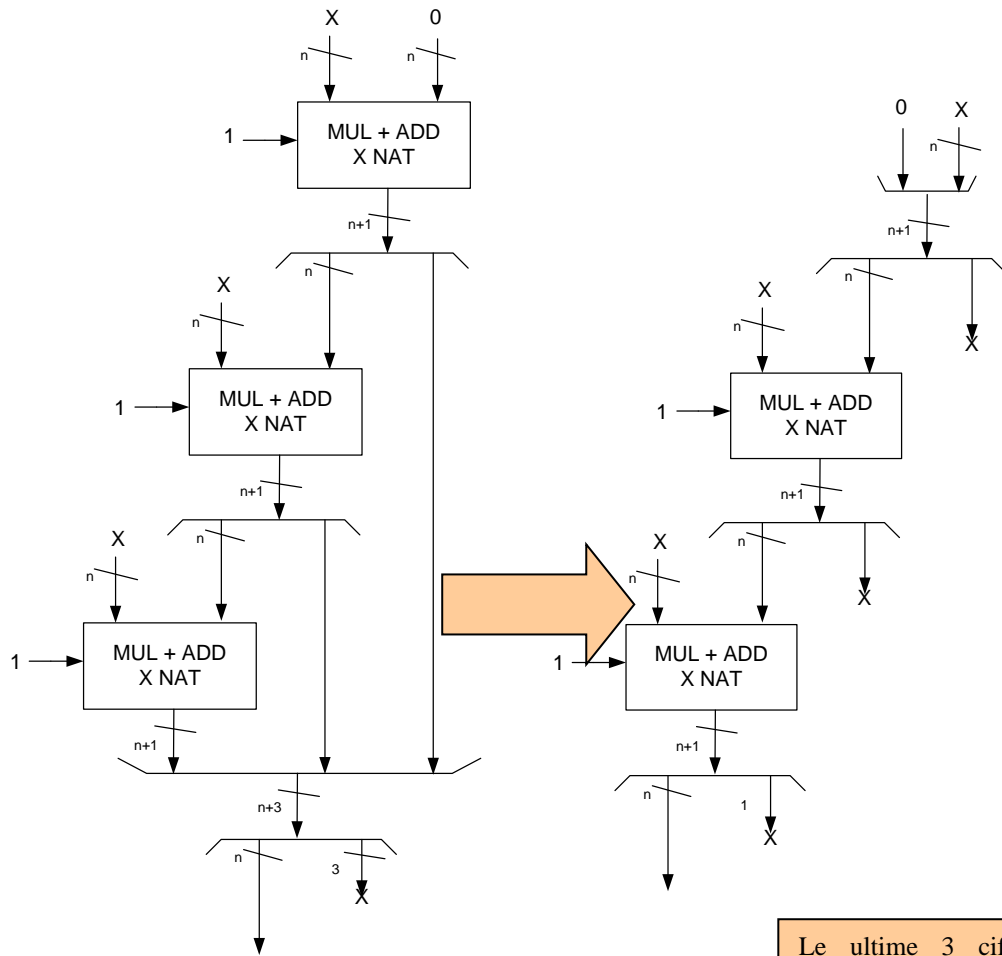 X 0
n n
1 MUL + ADD
X NAT
n+1
n
X
n
1 MUL + ADD
X NAT
n+1
n
X
n
1 MUL + ADD
X NAT
n+1
n+3
n 3
X
0 X
n
n+1
n
X
X
n
1 MUL + ADD
X NAT
n+1
n
X
X
n
1 MUL + ADD
X NAT
n+1
n 1
X
Le ultime 3